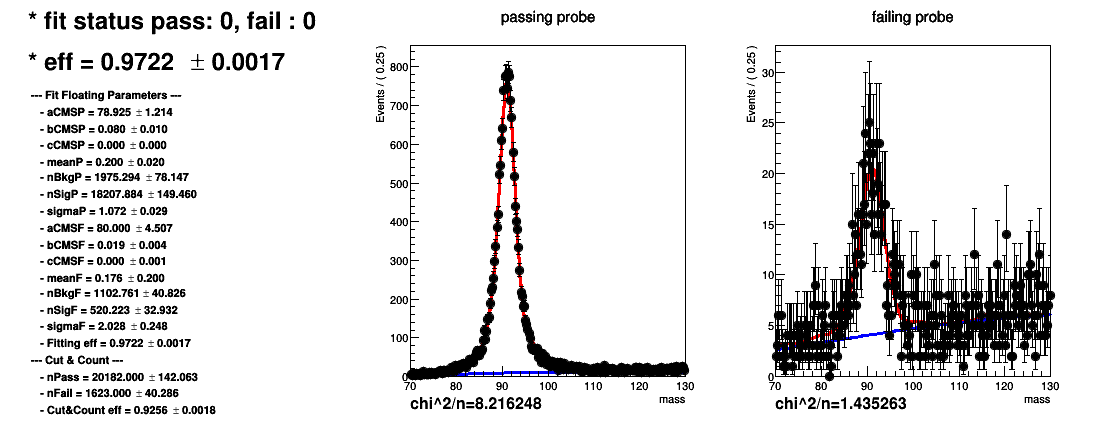 * fit status pass: 0, fail : 0
* eff = 0.9722 ± 0.0017
--- Fit Floating Parameters ---
- aCMSP = 78.925 ± 1.214
- bCMSP = 0.080 ± 0.010
- cCMSP = 0.000 ± 0.000
- meanP = 0.200 ± 0.020
- nBkgP = 1975.294 ± 78.147
- nSigP = 18207.884 ± 149.460
- sigmaP = 1.072 ± 0.029
- aCMSF = 80.000 ± 4.507
- bCMSF = 0.019 ± 0.004
- cCMSF = 0.000 ± 0.001
- meanF = 0.176 ± 0.200
- nBkgF = 1102.761 ± 40.826
- nSigF = 520.223 ± 32.932
- sigmaF = 2.028 ± 0.248
- Fitting eff = 0.9722 ± 0.0017
--- Cut & Count ---
- nPass = 20182.000 ± 142.063
- nFail = 1623.000 ± 40.286
- Cut&Count eff = 0.9256 ± 0.0018
passing probe
Events / ( 0.25 )
800
700
600
500
400
300
200
100
0
70 80 90 100 110 120 130
mass
chi^2/n=8.216248
failing probe
Events / ( 0.25 )
30
25
20
15
10
5
0
70 80 90 100 110 120 130
mass
chi^2/n=1.435263